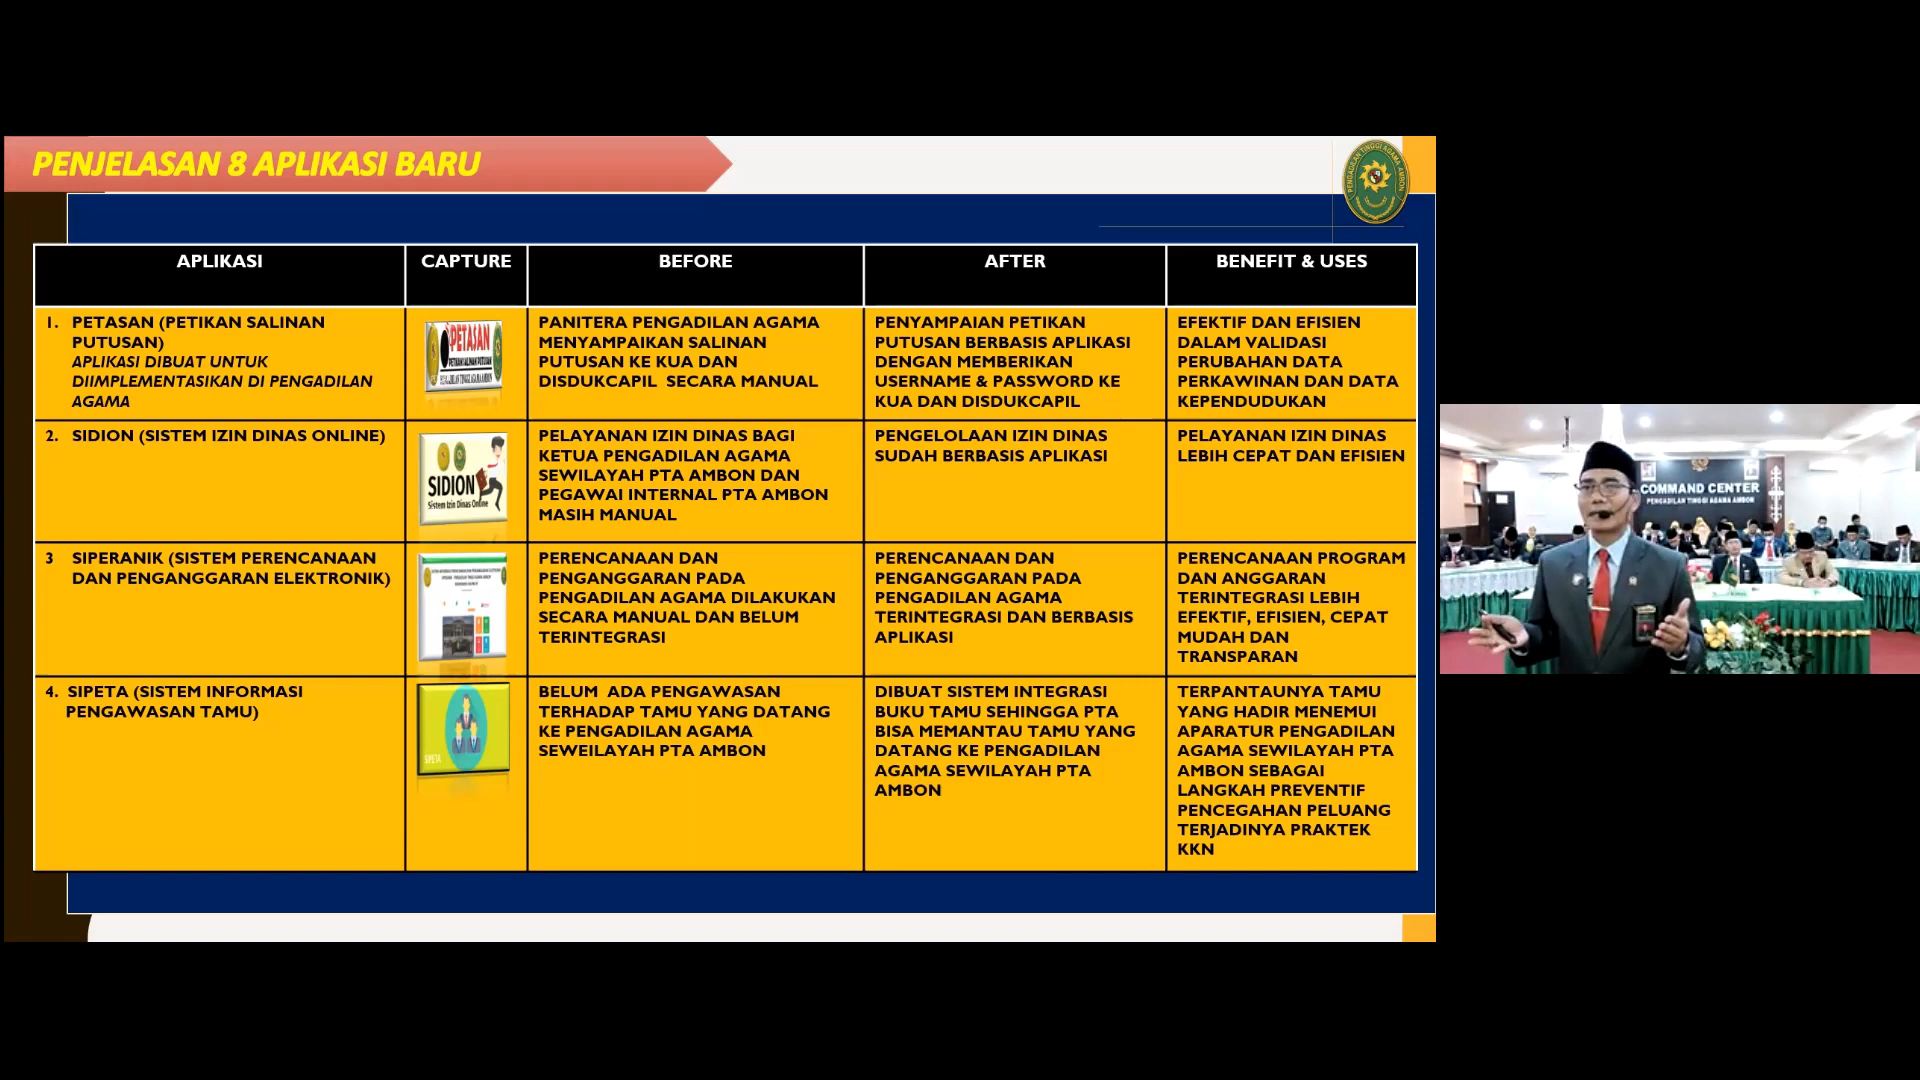 PENJELASAN 8 APLIKASI BARU
PENGADILAN TINGGI AGAMA AMBON
APLIKASI
CAPTURE
BEFORE
AFTER
BENEFIT & USES
1. PETASAN (PETIKAN SALINAN
PUTUSAN)
APLIKASI DIBUAT UNTUK
DIIMPLEMENTASIKAN DI PENGADILAN
AGAMA
PETASAN
PETIKAN SALINAN PUTUSAN
PANITERA PENGADILAN AGAMA
MENYAMPAIKAN SALINAN
PUTUSAN KE KUA DAN
DISDUKCAPIL SECARA MANUAL
PENYAMPAIAN PETIKAN
PUTUSAN BERBASIS APLIKASI
DENGAN MEMBERIKAN
USERNAME & PASSWORD KE
KUA DAN DISDUKCAPIL
EFEKTIF DAN EFISIEN
DALAM VALIDASI
PERUBAHAN DATA
PERKAWINAN DAN DATA
KEPENDUDUKAN
2. SIDION (SISTEM IZIN DINAS ONLINE)
SIDION
Sistem Izin Dinas Online
PELAYANAN IZIN DINAS BAGI
KETUA PENGADILAN AGAMA
SEWILAYAH PTA AMBON DAN
PEGAWAI INTERNAL PTA AMBON
MASIH MANUAL
PENGELOLAAN IZIN DINAS
SUDAH BERBASIS APLIKASI
PELAYANAN IZIN DINAS
LEBIH CEPAT DAN EFISIEN
3 SIPERANIK (SISTEM PERENCANAAN
DAN PENGANGGARAN ELEKTRONIK)
PERENCANAAN DAN
PENGANGGARAN PADA
PENGADILAN AGAMA DILAKUKAN
SECARA MANUAL DAN BELUM
TERINTEGRASI
PERENCANAAN DAN
PENGANGGARAN PADA
PENGADILAN AGAMA
TERINTEGRASI DAN BERBASIS
APLIKASI
PERENCANAAN PROGRAM
DAN ANGGARAN
TERINTEGRASI LEBIH
EFEKTIF, EFISIEN, CEPAT
MUDAH DAN
TRANSPARAN
4. SIPETA (SISTEM INFORMASI
PENGAWASAN TAMU)
SIPETA
BELUM ADA PENGAWASAN
TERHADAP TAMU YANG DATANG
KE PENGADILAN AGAMA
SEWEILAYAH PTA AMBON
DIBUAT SISTEM INTEGRASI
BUKU TAMU SEHINGGA PTA
BISA MEMANTAU TAMU YANG
DATANG KE PENGADILAN
AGAMA SEWILAYAH PTA
AMBON
TERPANTAUNYA TAMU
YANG HADIR MENEMUI
APARATUR PENGADILAN
AGAMA SEWILAYAH PTA
AMBON SEBAGAI
LANGKAH PREVENTIF
PENCEGAHAN PELUANG
TERJADINYA PRAKTEK
KKN
COMMAND CENTER
PENGADILAN TINGGI AGAMA AMBON